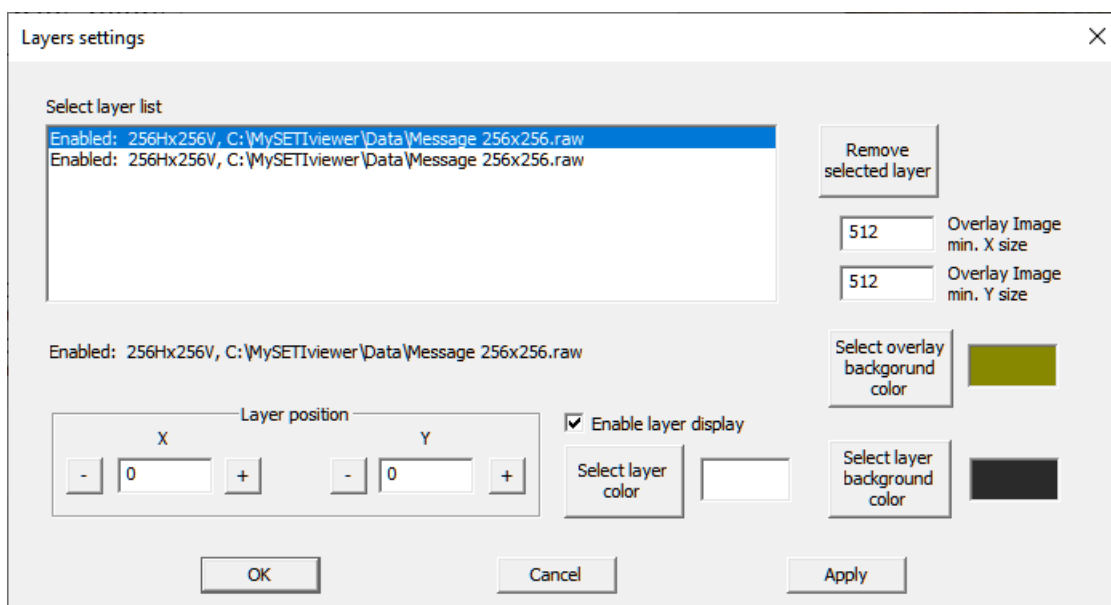 Layers settings
Select layer list
Enabled:  256Hx256V, C:\MySETIviewer\Data\Message 256x256.raw
Enabled:  256Hx256V, C:\MySETIviewer\Data\Message 256x256.raw
Remove
selected layer
512
Overlay Image
min. X size
512
Overlay Image
min. Y size
Enabled:  256Hx256V, C:\MySETIviewer\Data\Message 256x256.raw
Select overlay
backgorund
color
Layer position
X
Y
- 0 +
- 0 +
Enable layer display
Select layer
color
Select layer
background
color
OK
Cancel
Apply